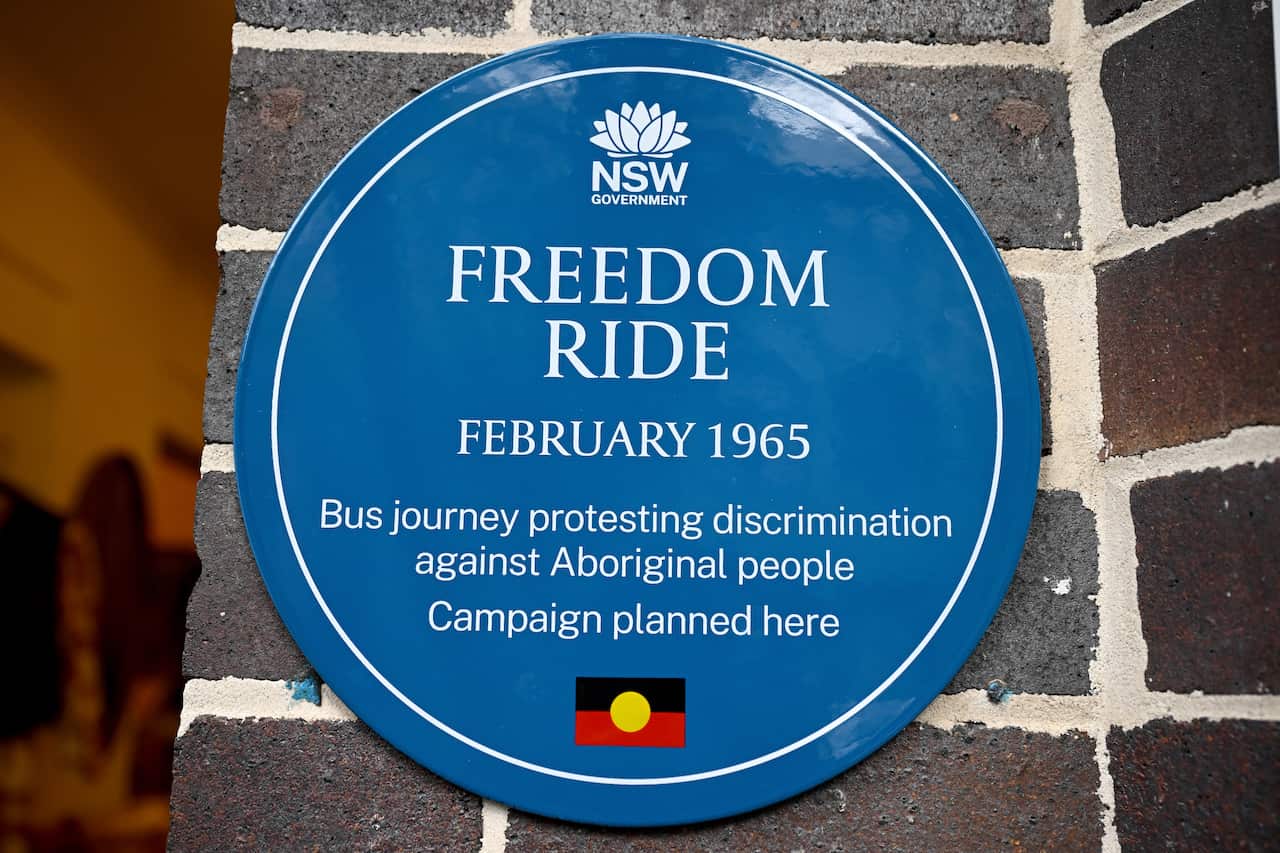 NSW
GOVERNMENT
FREEDOM
RIDE
FEBRUARY 1965
Bus journey protesting discrimination
against Aboriginal people
Campaign planned here